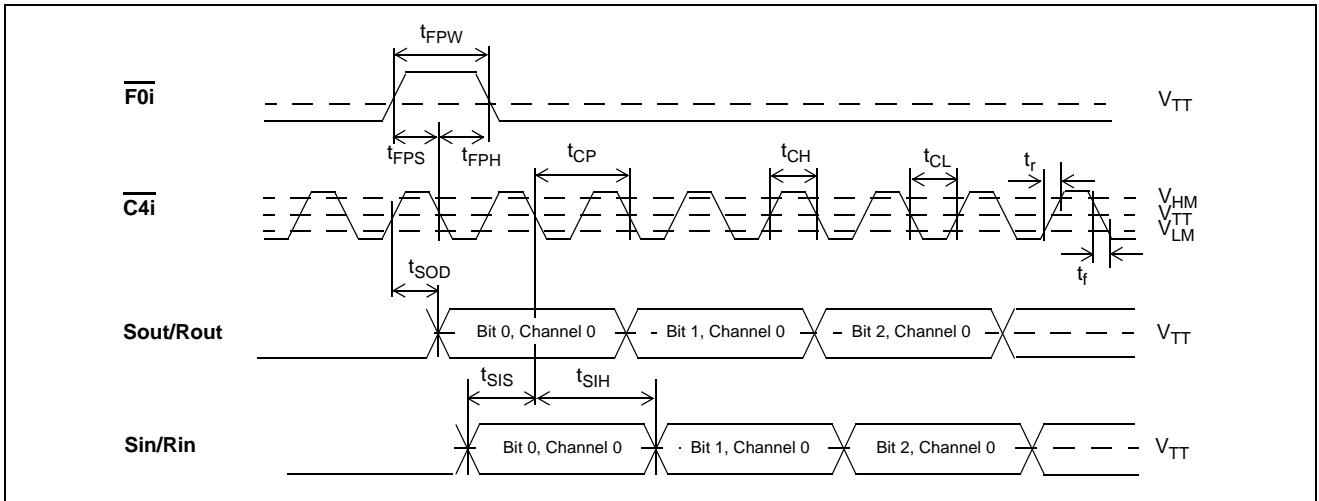 tFPW
F0i
VTT
tFPS tFPH tCP tCH tCL tr
C4i
VHM
VTT
VLM
tSOD
tf
Sout/Rout
Bit 0, Channel 0 Bit 1, Channel 0 Bit 2, Channel 0
VTT
tSIS tSIH
Sin/Rin
Bit 0, Channel 0 Bit 1, Channel 0 Bit 2, Channel 0
VTT